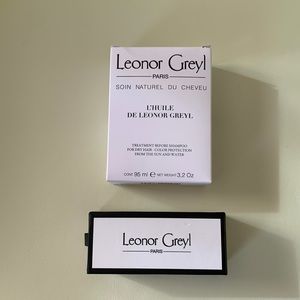 Leonor Greyl
PARIS
SOIN NATUREL DU CHEVEU
L'HUILE
DE LEONOR GREYL
TREATMENT BEFORE SHAMPOO
FOR DRY HAIR - COLOR PROTECTION
FROM THE SUN AND WATER
CONT 95 ml e NET WEIGHT 3,2 Oz
Leonor Greyl
PARIS